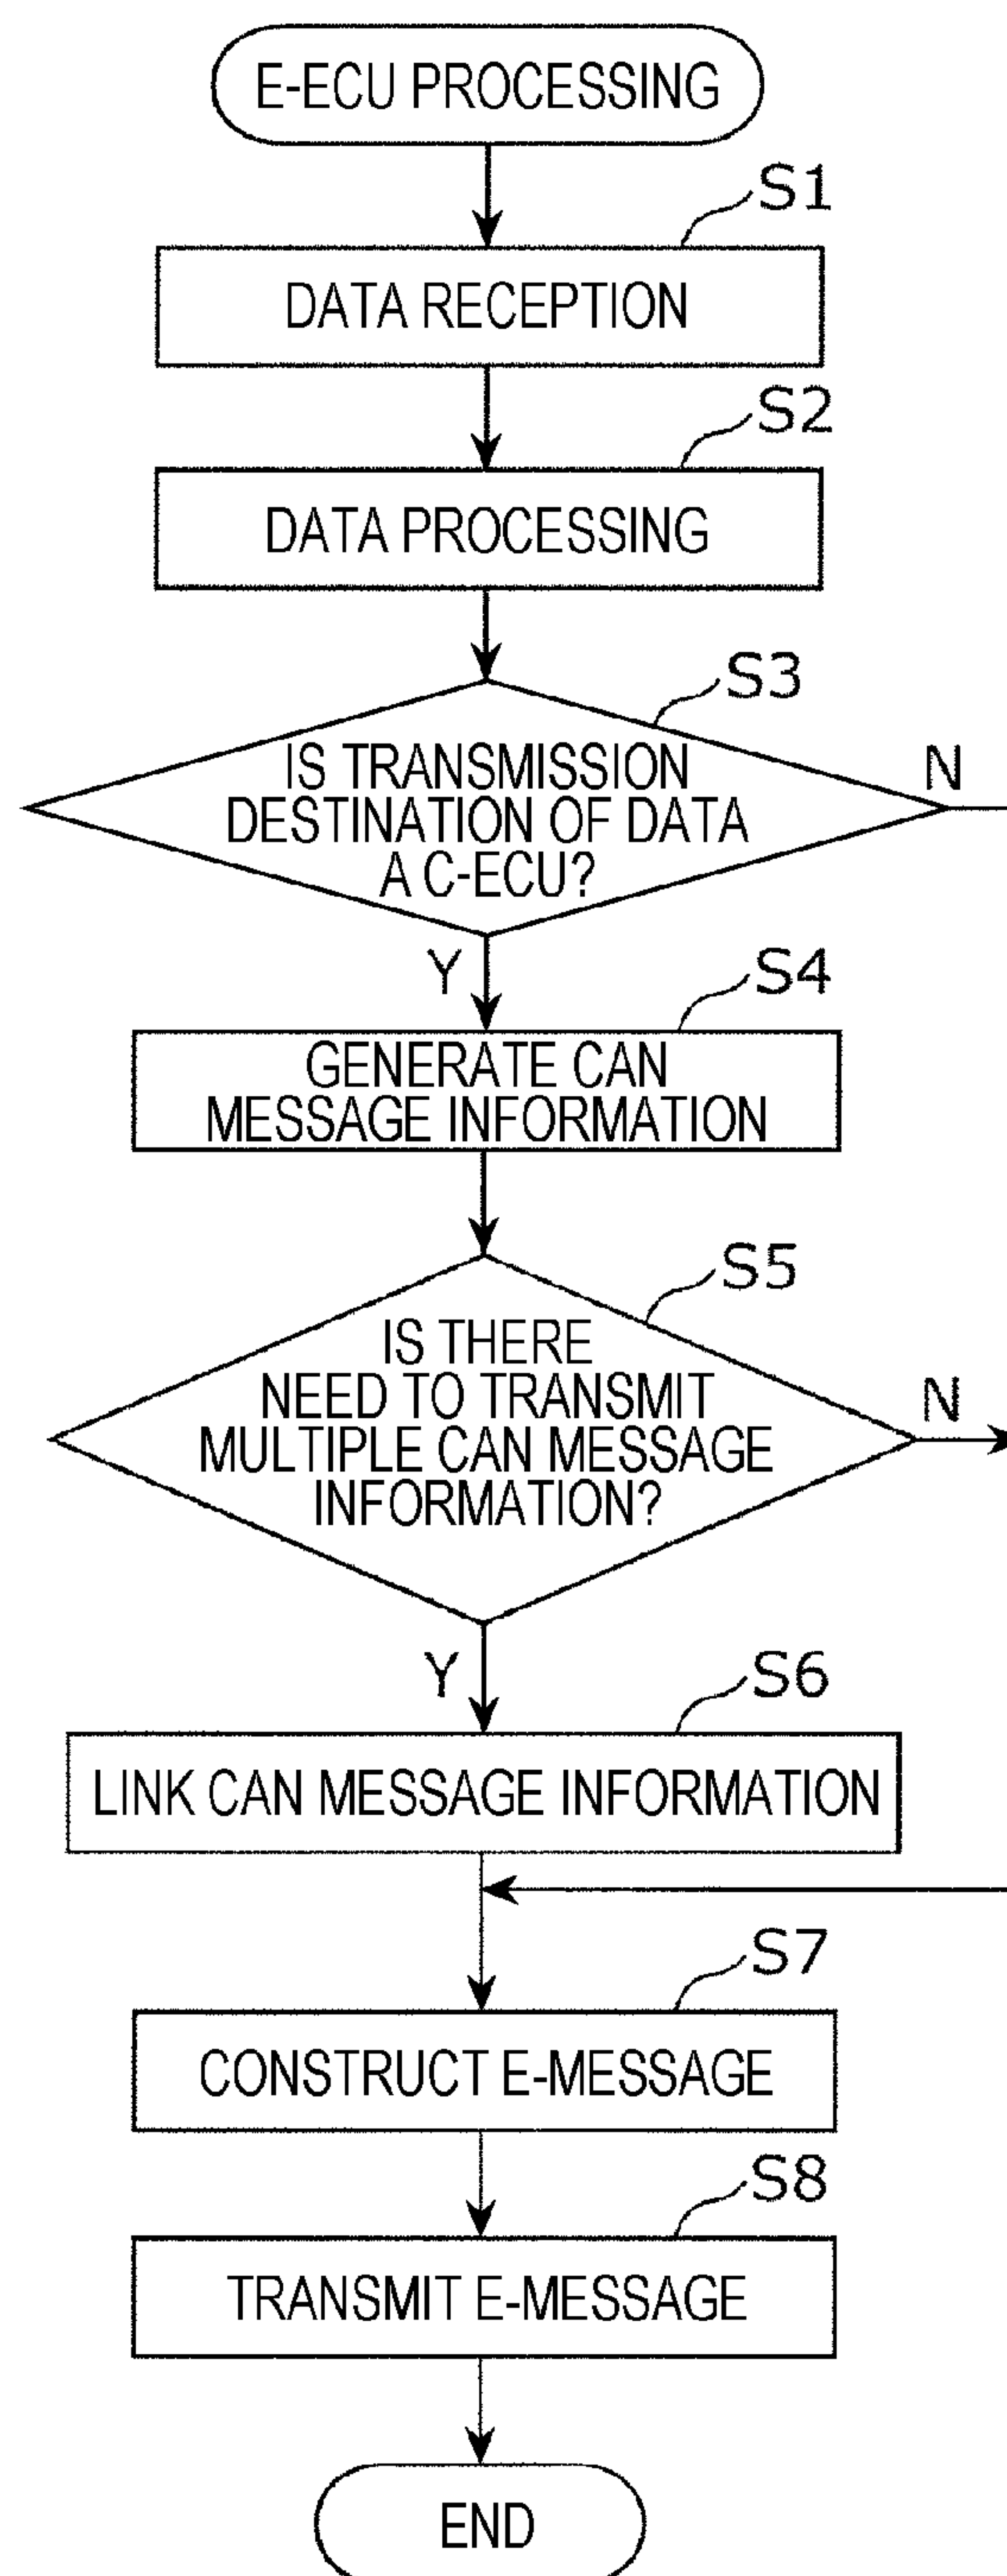 E-ECU PROCESSING
S1
DATA RECEPTION
S2
DATA PROCESSING
S3
IS TRANSMISSION
DESTINATION OF DATA
A C-ECU?
N
Y
S4
GENERATE CAN
MESSAGE INFORMATION
S5
IS THERE
NEED TO TRANSMIT
MULTIPLE CAN MESSAGE
INFORMATION?
N
Y
S6
LINK CAN MESSAGE INFORMATION
S7
CONSTRUCT E-MESSAGE
S8
TRANSMIT E-MESSAGE
END